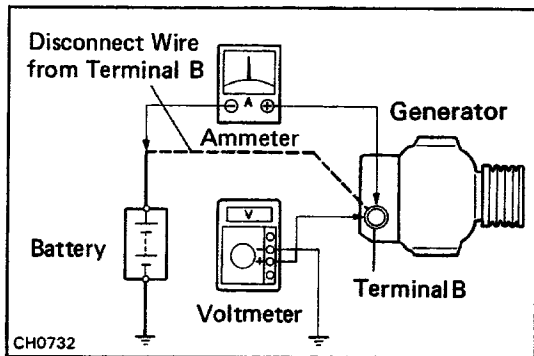 Disconnect Wire
from Terminal B
A
Ammeter
Generator
V
Battery
Voltmeter
Terminal B
CH0732